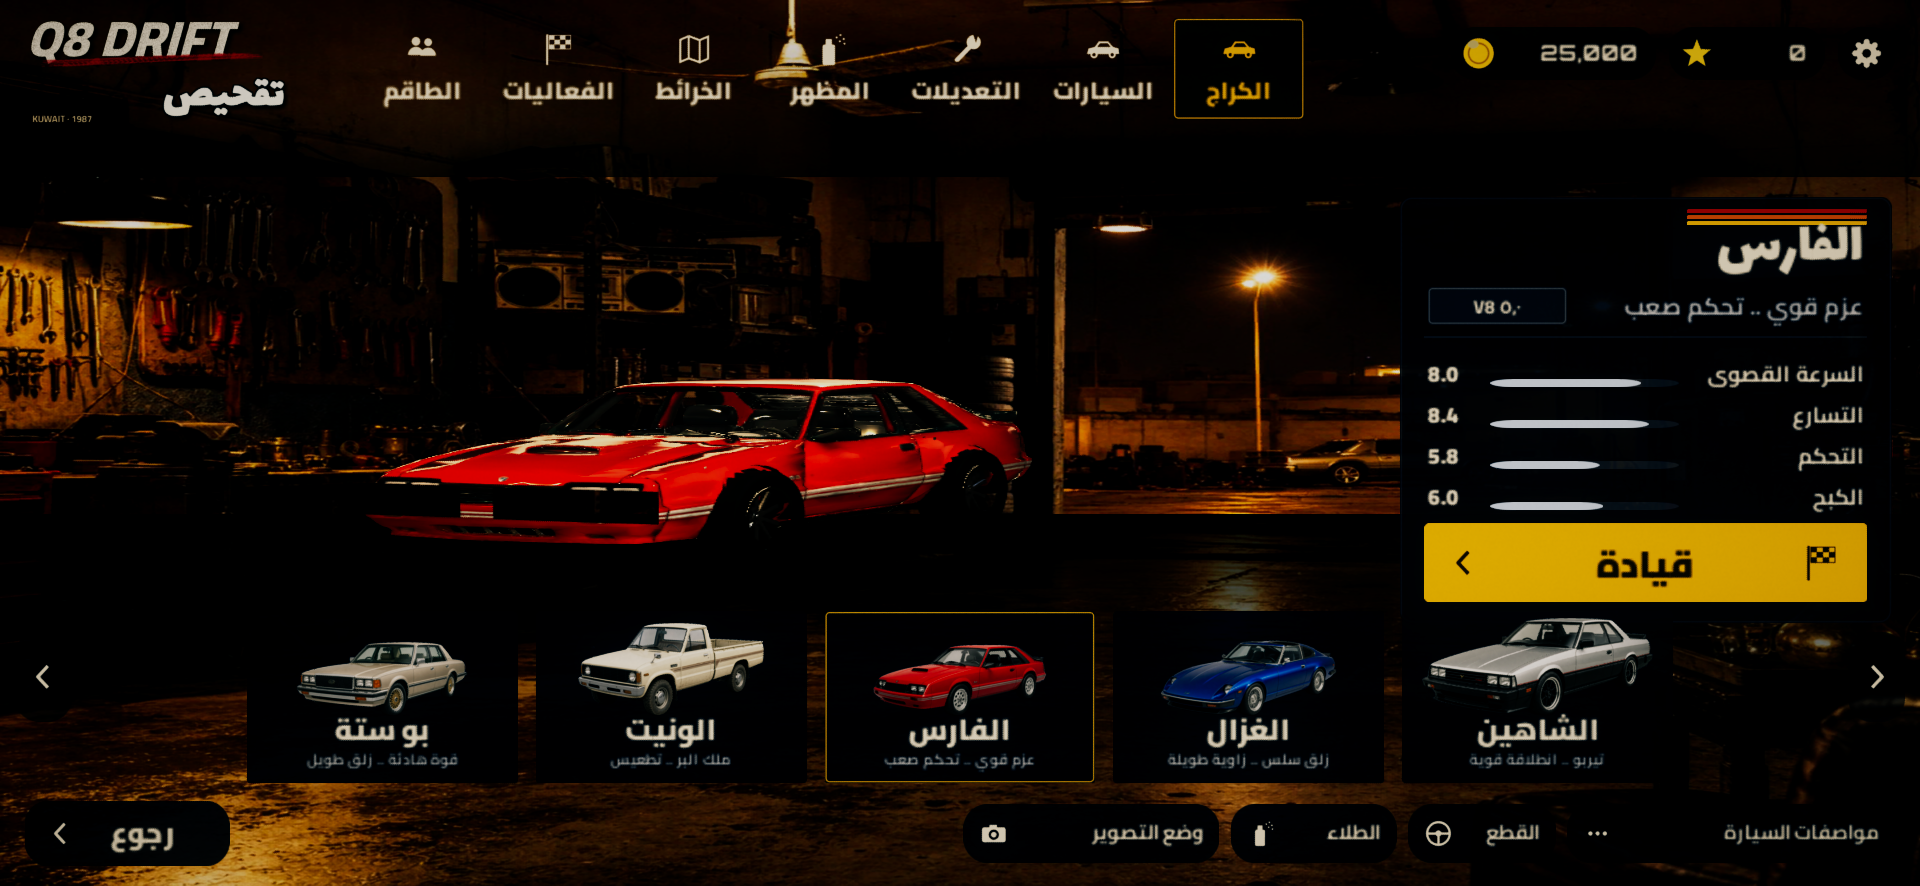 Q8 DRIFT
تفحيص
KUWAIT · 1987
الكراج
السيارات
التعديلات
المظهر
الخرائط
الفعاليات
الطاقم
25,000
0
الفارس
عزم قوي .. تحكم صعب
V8 ٥,٠
السرعة القصوى 8.0
التسارع 8.4
التحكم 5.8
الكبح 6.0
قيادة
الشاهين
تيربو .. انطلاقة قوية
الغزال
زلق سلس .. زاوية طويلة
الفارس
عزم قوي .. تحكم صعب
الونيت
ملك البر .. تطعيس
بو ستة
قوة هادئة .. زلق طويل
مواصفات السيارة
القطع
الطلاء
وضع التصوير
رجوع